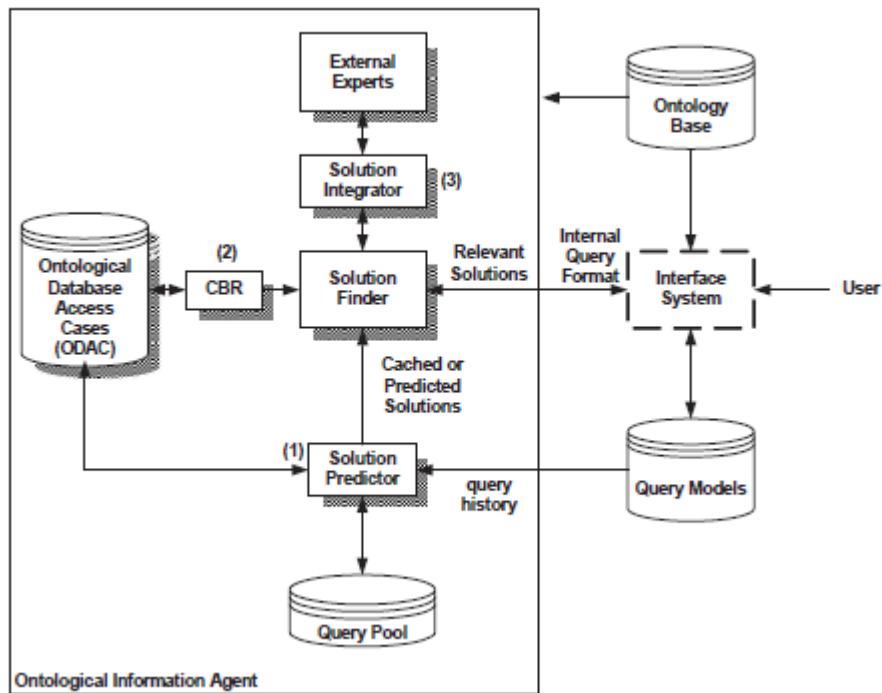 External
Experts
Ontology
Base
Solution
Integrator
(3)
Ontological
Database
Access
Cases
(ODAC)
(2)
CBR
Solution
Finder
Relevant
Solutions
Internal
Query
Format
Interface
System
User
Cached or
Predicted
Solutions
(1)
Solution
Predictor
query
history
Query Models
Query Pool
Ontological Information Agent